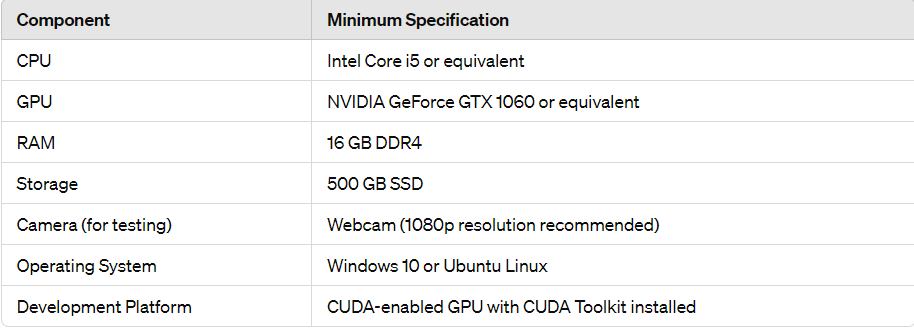 Component Minimum Specification
CPU Intel Core i5 or equivalent
GPU NVIDIA GeForce GTX 1060 or equivalent
RAM 16 GB DDR4
Storage 500 GB SSD
Camera (for testing) Webcam (1080p resolution recommended)
Operating System Windows 10 or Ubuntu Linux
Development Platform CUDA-enabled GPU with CUDA Toolkit installed